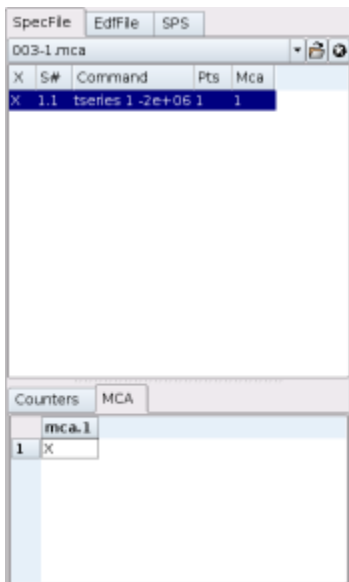 SpecFile EdfFile SPS
003-1.mca
X S# Command Pts Mca
X 1.1 tseries 1 -2e+06 1 1
Counters MCA
mca.1
1 X